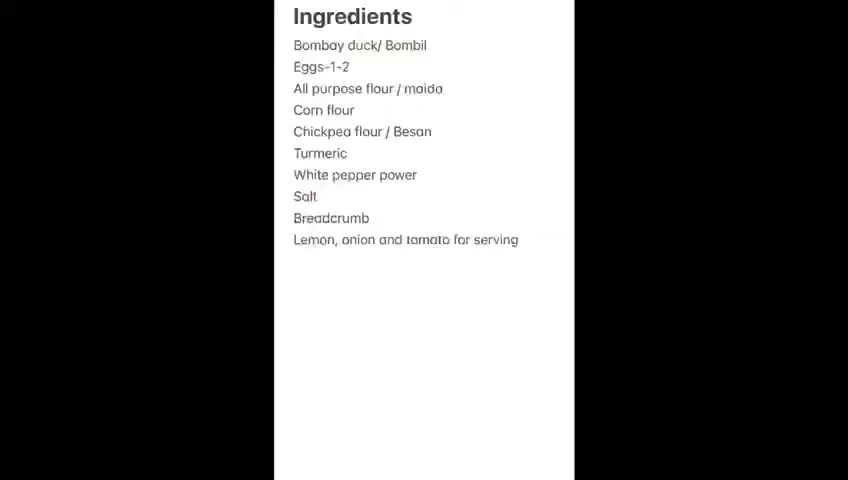 Ingredients
Bombay duck/ Bombil
Eggs-1-2
All purpose flour / maida
Corn flour
Chickpea flour / Besan
Turmeric
White pepper power
Salt
Breadcrumb
Lemon, onion and tomato for serving